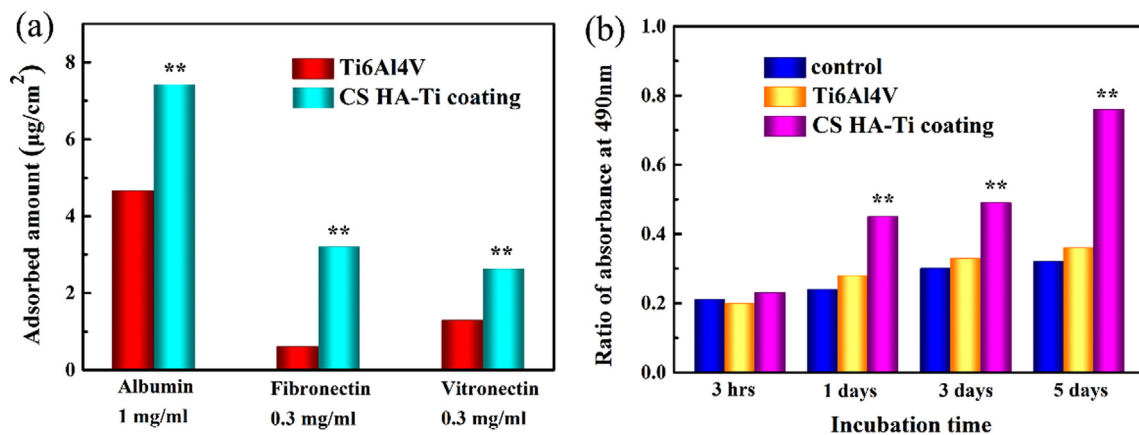 (a)
Adsorbed amount (μg/cm²)
8
6
4
2
0
Ti6Al4V
CS HA-Ti coating
**
**
**
Albumin
Fibronectin
Vitronectin
1 mg/ml
0.3 mg/ml
0.3 mg/ml
(b)
Ratio of absorbance at 490nm
1.0
0.8
0.6
0.4
0.2
0.0
control
Ti6Al4V
CS HA-Ti coating
**
**
**
3 hrs
1 days
3 days
5 days
Incubation time